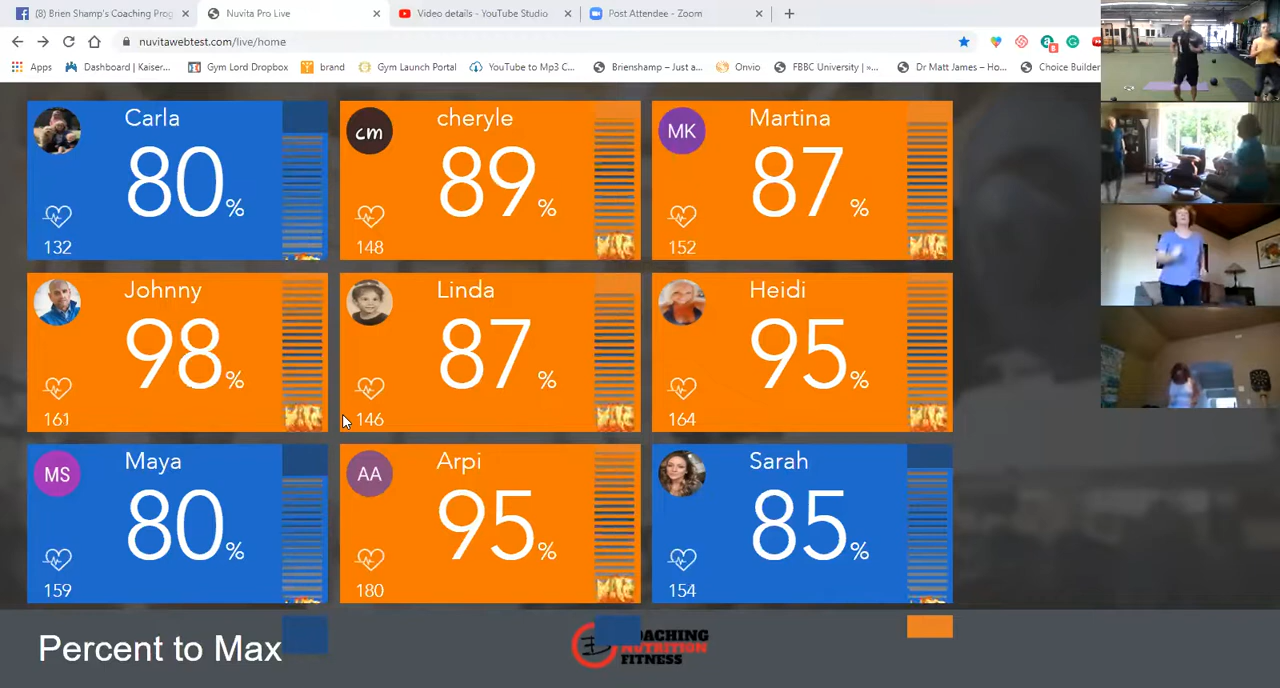 (8) Brien Shamp's Coaching Prog
Nuvita Pro Live
Video details - YouTube Studio
Post Attendee - Zoom
nuvitawebtest.com/live/home
Apps
Dashboard | Kaiser...
Gym Lord Dropbox
brand
Gym Launch Portal
YouTube to Mp3 C...
Brienshamp – Just a...
Onvio
FBBC University | »...
Dr Matt James – Ho...
Choice Builder
Carla
80%
132
cm
cheryle
89%
148
MK
Martina
87%
152
Johnny
98%
161
Linda
87%
146
Heidi
95%
164
MS
Maya
80%
159
AA
Arpi
95%
180
Sarah
85%
154
Percent to Max
OACHING
NUTRITION
FITNESS